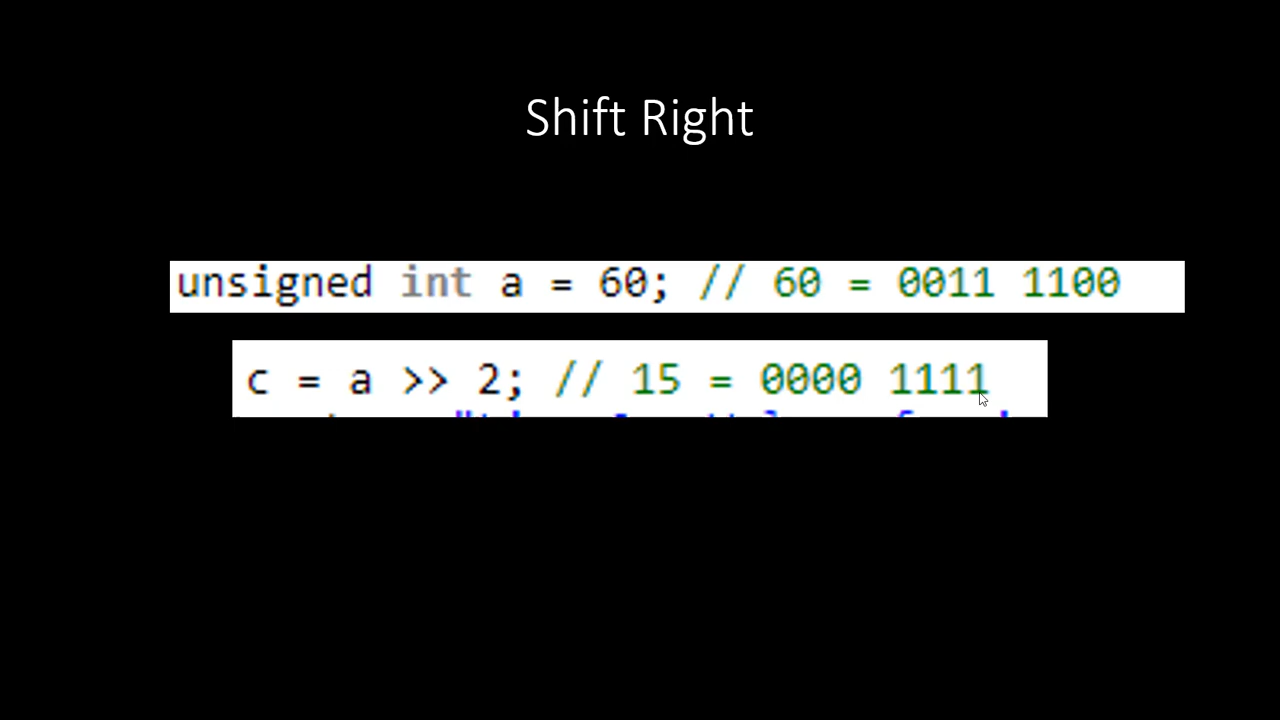 Shift Right
unsigned int a = 60; // 60 = 0011 1100
c = a >> 2; // 15 = 0000 1111